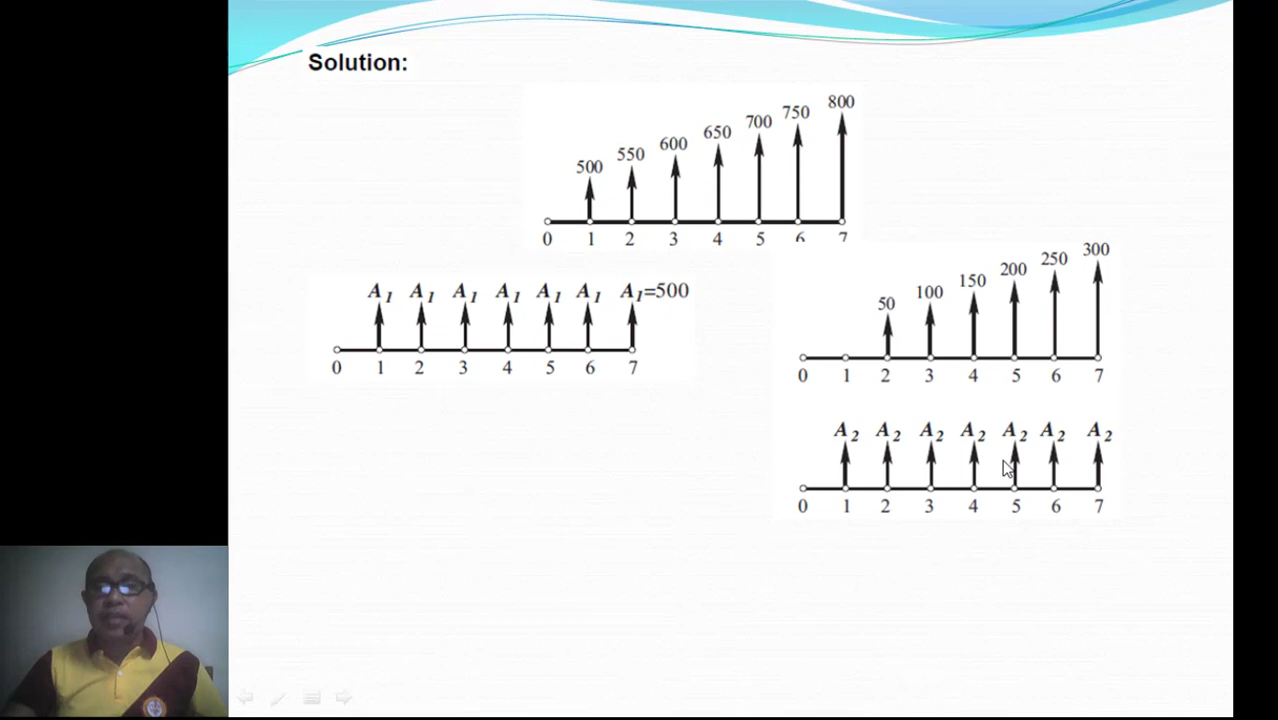 Solution:
500 550 600 650 700 750 800
0 1 2 3 4 5 6 7
A1 A1 A1 A1 A1 A1 A1=500
0 1 2 3 4 5 6 7
50 100 150 200 250 300
0 1 2 3 4 5 6 7
A2 A2 A2 A2 A2 A2 A2
0 1 2 3 4 5 6 7